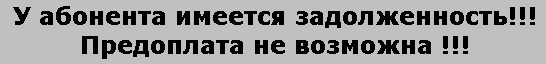 У абонента имеется задолженность!!!
Предоплата не возможна !!!